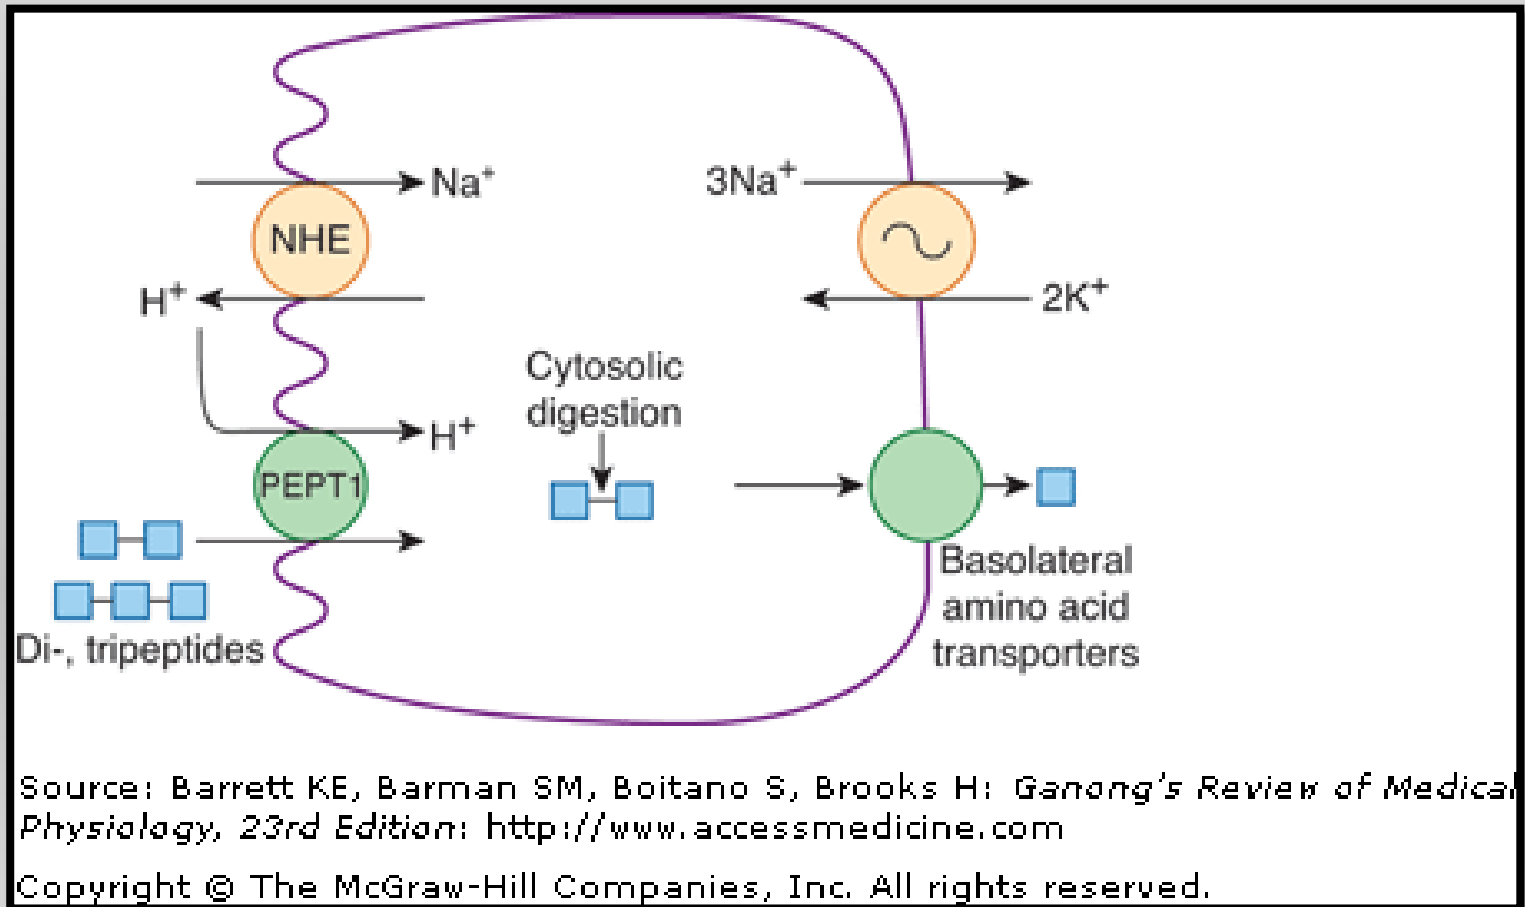 Na⁺
3Na⁺
NHE
H⁺
2K⁺
Cytosolic
digestion
H⁺
PEPT1
Basolateral
amino acid
transporters
Di-, tripeptides
Source: Barrett KE, Barman SM, Boitano S, Brooks H: Ganong's Review of Medical
Physiology, 23rd Edition: http://www.accessmedicine.com
Copyright © The McGraw-Hill Companies, Inc. All rights reserved.